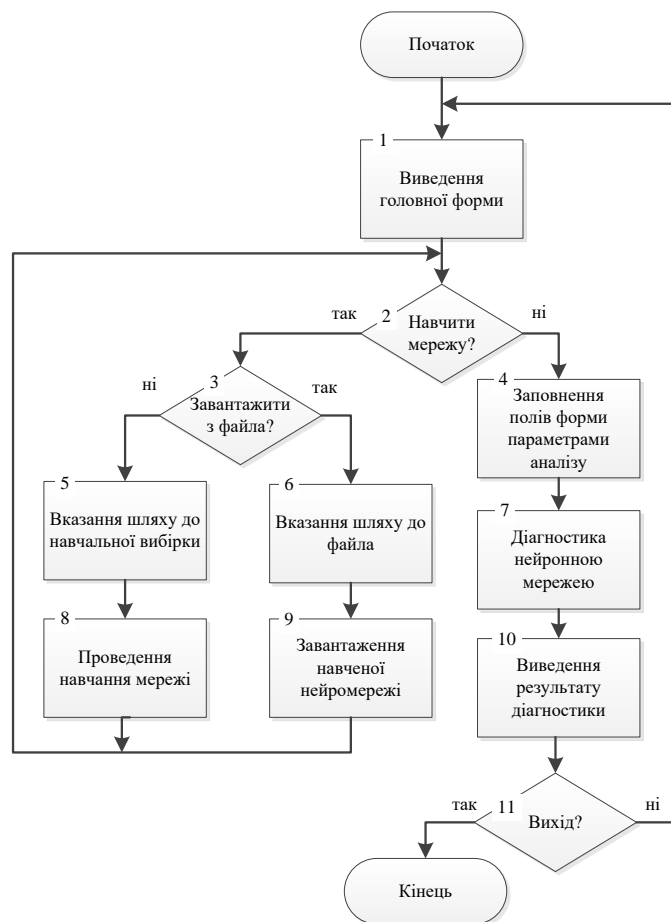 Початок
1
Виведення
головної форми
так
2
Навчити
мережу?
ні
ні
3
Завантажити
з файла?
так
4
Заповнення
полів форми
параметрами
аналізу
5
Вказання шляху до
навчальної вибірки
6
Вказання шляху до
файла
7
Діагностика
нейронною
мережею
8
Проведення
навчання мережі
9
Завантаження
навченої
нейромережі
10
Виведення
результату
діагностики
так
11
Вихід?
ні
Кінець